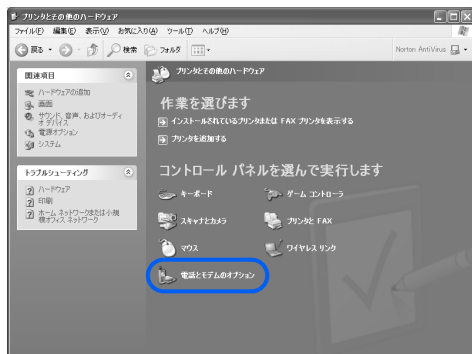 プリンタとその他のハードウェア
ファイル(F) 編集(E) 表示(V) お気に入り(A) ツール(T) ヘルプ(H)
戻る 検索 フォルダ Norton AntiVirus
関連項目
ハードウェアの追加
画面
サウンド、音声、およびオーディオ デバイス
電源オプション
システム
トラブルシューティング
ハードウェア
印刷
ホーム ネットワークまたは小規模オフィス ネットワーク
プリンタとその他のハードウェア
作業を選びます
インストールされているプリンタまたは FAX プリンタを表示する
プリンタを追加する
コントロール パネルを選んで実行します
キーボード
ゲーム コントローラ
スキャナとカメラ
プリンタと FAX
マウス
ワイヤレス リンク
電話とモデムのオプション